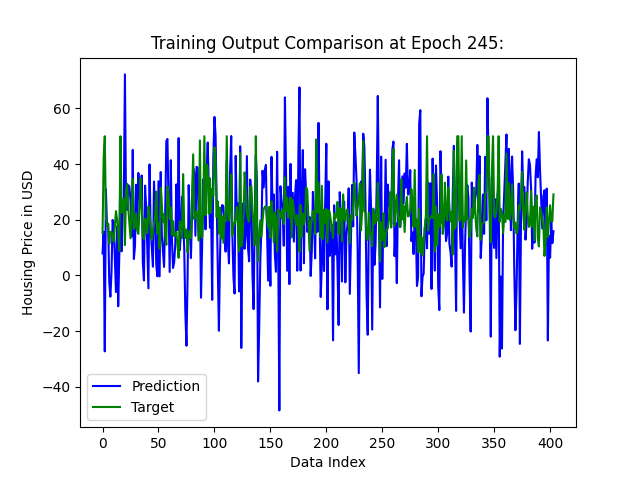 Training Output Comparison at Epoch 245:
Housing Price in USD
60
40
20
0
−20
−40
Prediction
Target
0 50 100 150 200 250 300 350 400
Data Index